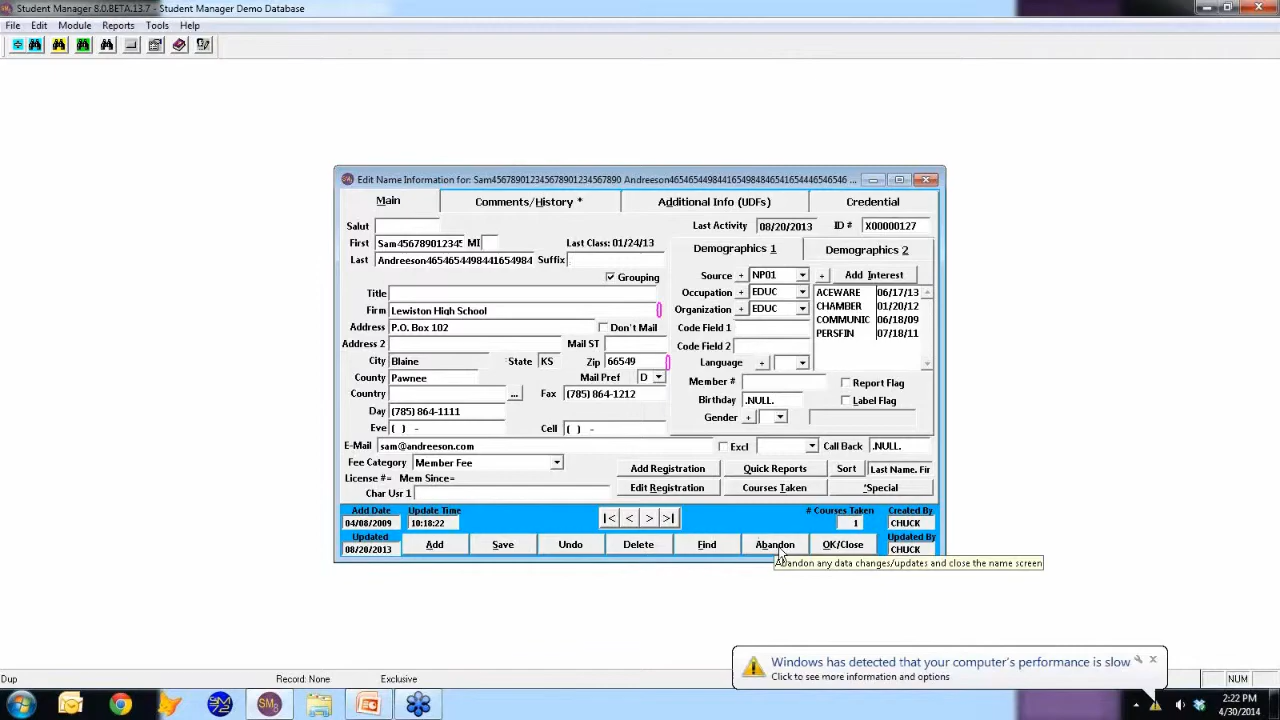 Student Manager 8.0.BETA.13.7 - Student Manager Demo Database
File Edit Module Reports Tools Help
Edit Name Information for: Sam4567890123456789​0123456​7890 Andreeson4654654498441654984846541654446546546 ...
Main Comments/History * Additional Info (UDFs) Credential
Salut Last Activity 08/20/2013 ID # X00000127
First Sam4567890123456 MI Last Class: 01/24/13
Demographics 1 Demographics 2
Last Andreeson4654654498441654984 Suffix
Grouping
Source + NP01 + Add Interest
Title
Occupation + EDUC ACEWARE 06/17/13
Firm Lewiston High School
Organization + EDUC CHAMBER 01/20/12
Address P.O. Box 102 Don't Mail
Code Field 1 COMMUNIC 06/18/09
Address 2 Mail ST
Code Field 2 PERSFIN 07/18/11
City Blaine State KS Zip 66549
Language +
County Pawnee Mail Pref D
Member # Report Flag
Country ... Fax (785) 864-1212
Birthday .NULL. Label Flag
Day (785) 864-1111
Gender +
Eve ( ) - Cell ( ) -
E-Mail sam@andreeson.com Excl Call Back .NULL.
Fee Category Member Fee
Add Registration Quick Reports Sort Last Name. Fir
License #= Mem Since=
Edit Registration Courses Taken 'Special
Char Usr 1
Add Date Update Time # Courses Taken Created By
04/08/2009 10:18:22 |< < > >| 1 CHUCK
Updated Updated By
08/20/2013 Add Save Undo Delete Find Abandon OK/Close CHUCK
Abandon any data changes/updates and close the name screen
Windows has detected that your computer's performance is slow
Click to see more information and options
Dup Record: None Exclusive NUM
2:22 PM
4/30/2014